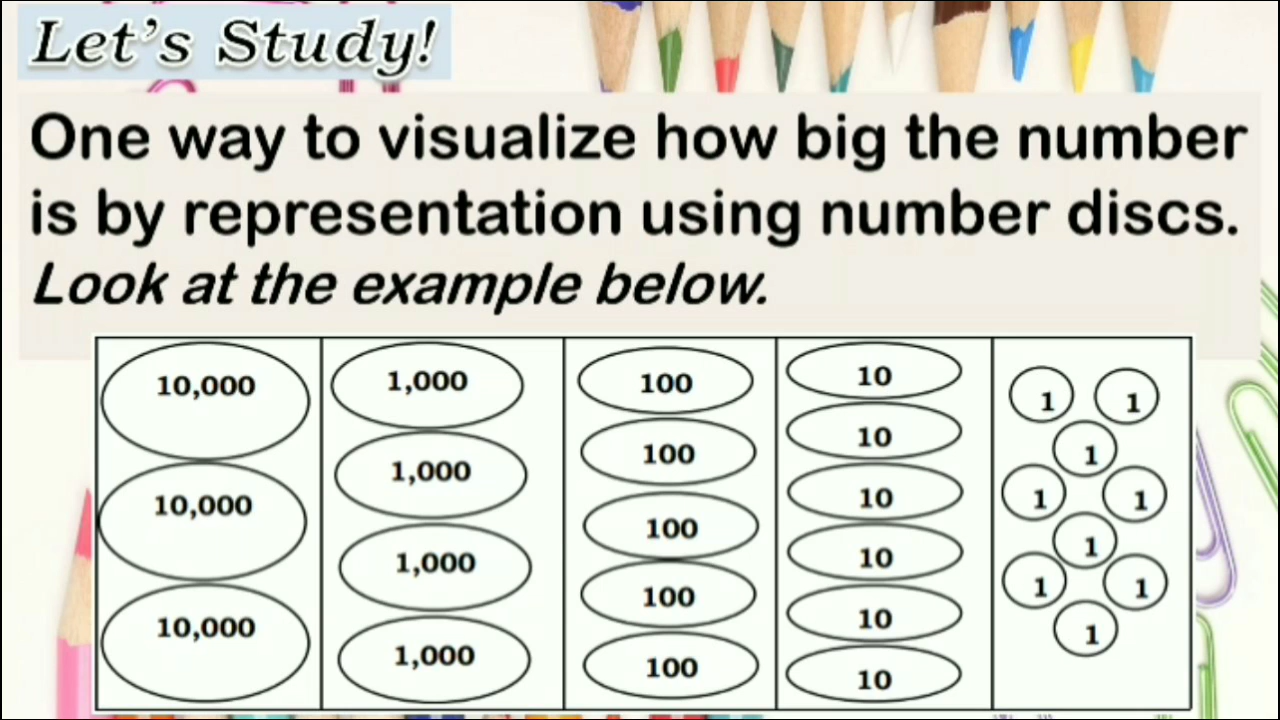 Let's Study!
One way to visualize how big the number
is by representation using number discs.
Look at the example below.
10,000 1,000 100 10 1 1
10,000 1,000 100 10 1
10,000 1,000 100 10 1 1
1,000 100 10 1
100 10 1 1
10 1